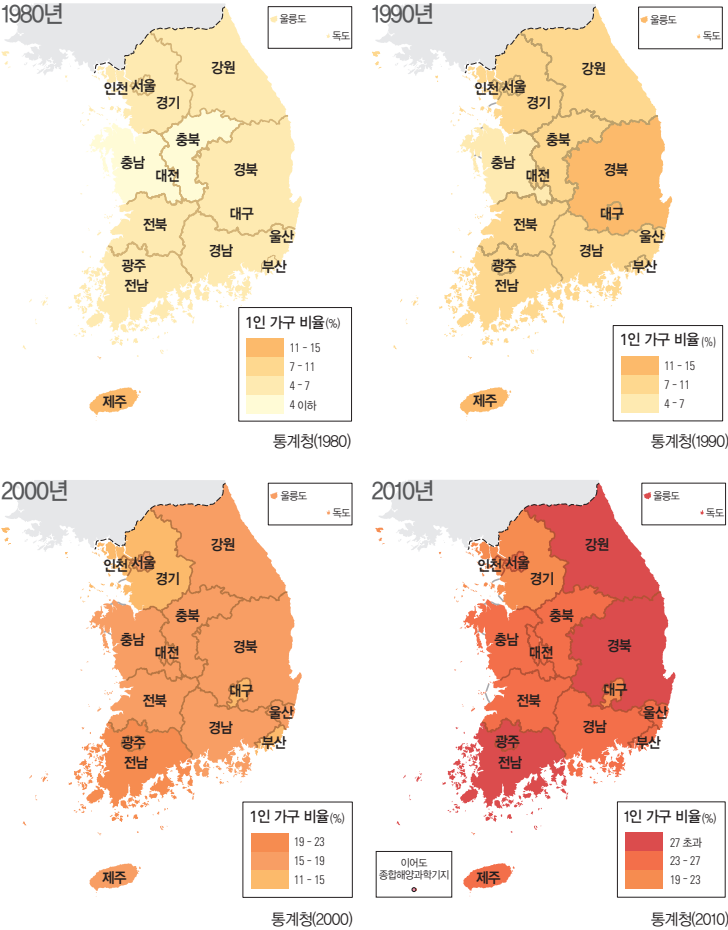 1980년
울릉도
독도
강원
인천 서울
경기
충북
충남
대전
경북
대구
전북
울산
경남
부산
광주
전남
제주
1인 가구 비율(%)
11 - 15
7 - 11
4 - 7
4 이하
통계청(1980)
1990년
울릉도
독도
강원
인천 서울
경기
충북
충남
대전
경북
대구
전북
울산
경남
부산
광주
전남
제주
1인 가구 비율(%)
11 - 15
7 - 11
4 - 7
통계청(1990)
2000년
울릉도
독도
강원
인천 서울
경기
충북
충남
대전
경북
대구
전북
울산
경남
부산
광주
전남
제주
1인 가구 비율(%)
19 - 23
15 - 19
11 - 15
통계청(2000)
2010년
울릉도
독도
강원
인천 서울
경기
충북
충남
대전
경북
대구
전북
울산
경남
부산
광주
전남
제주
이어도
종합해양과학기지
1인 가구 비율(%)
27 초과
23 - 27
19 - 23
통계청(2010)